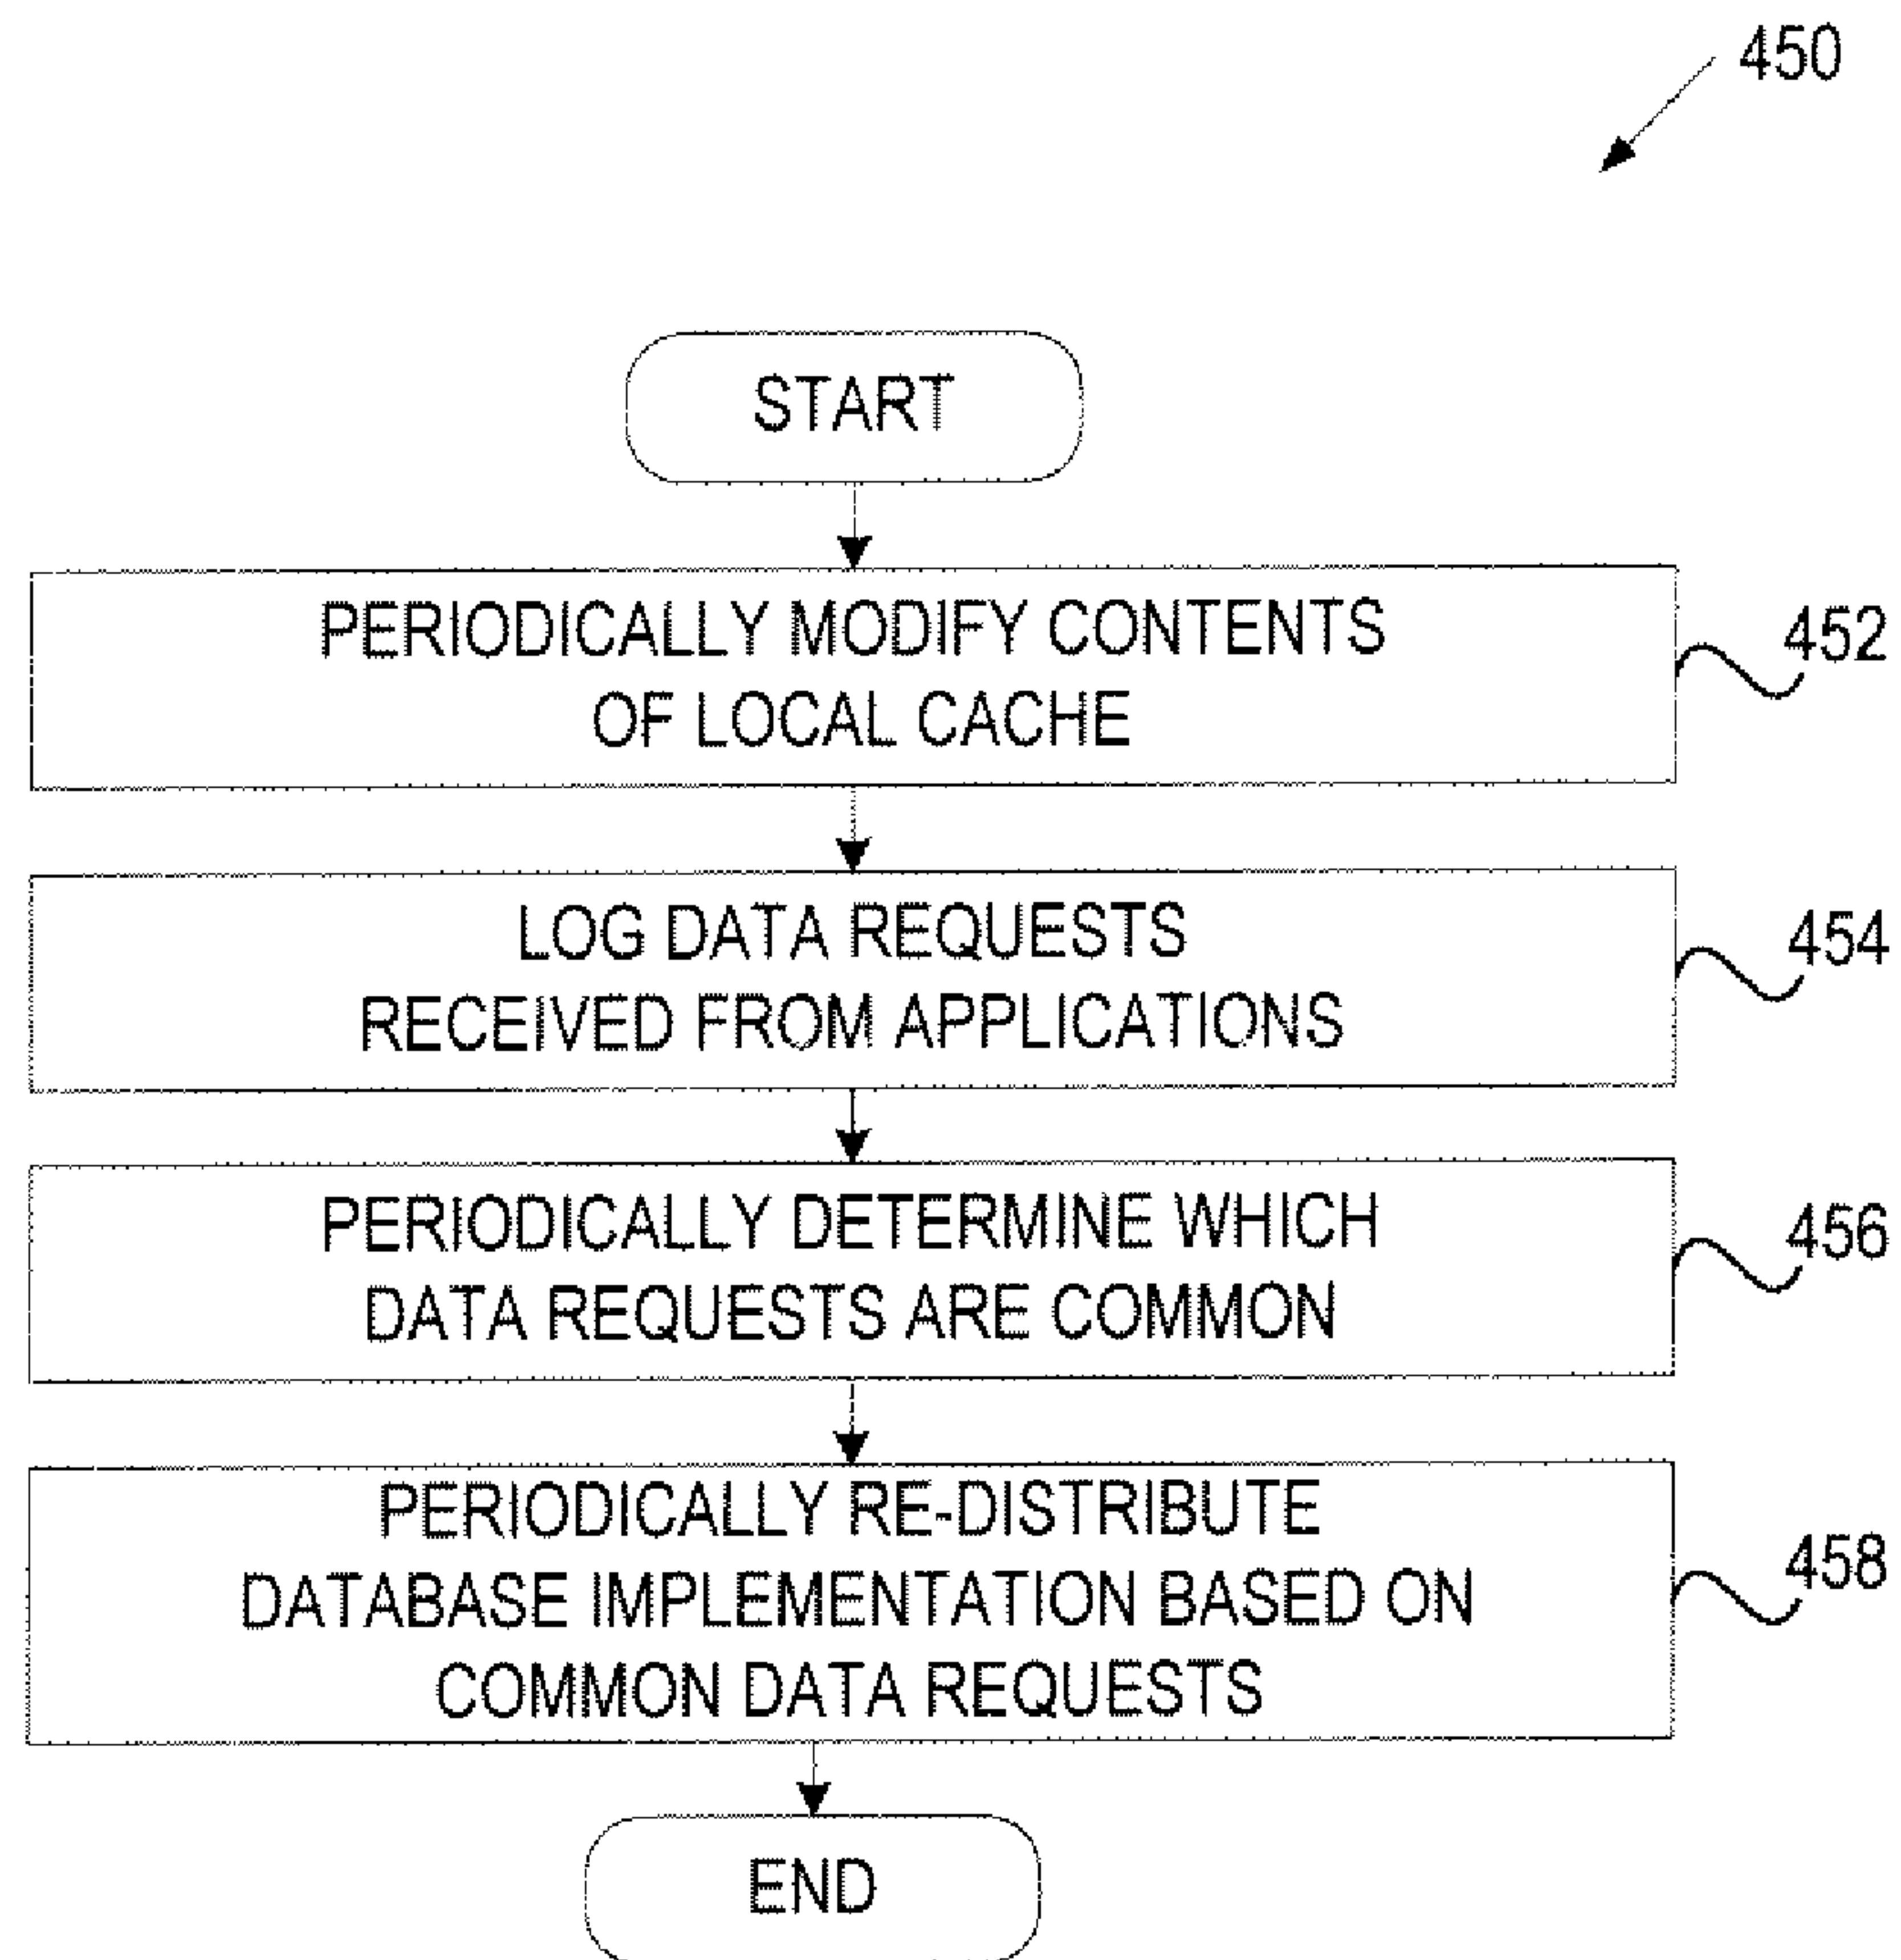 450
START
PERIODICALLY MODIFY CONTENTS
OF LOCAL CACHE
452
LOG DATA REQUESTS
RECEIVED FROM APPLICATIONS
454
PERIODICALLY DETERMINE WHICH
DATA REQUESTS ARE COMMON
456
PERIODICALLY RE-DISTRIBUTE
DATABASE IMPLEMENTATION BASED ON
COMMON DATA REQUESTS
458
END